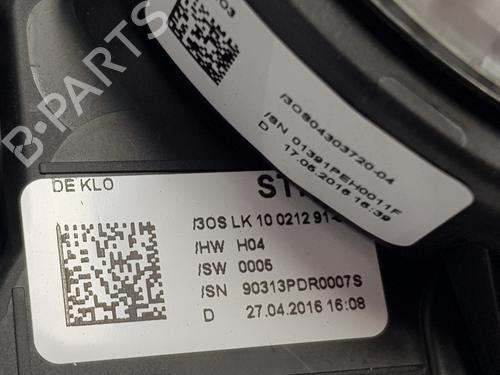 03
/3OS04303720-04
/SN 01391PEH0011F
D 17.05.2016 16:39
DE KLO
/3OS LK 10 0212 91-
/HW H04
/SW 0005
/SN 90313PDR0007S
D 27.04.2016 16:08
B-PARTS